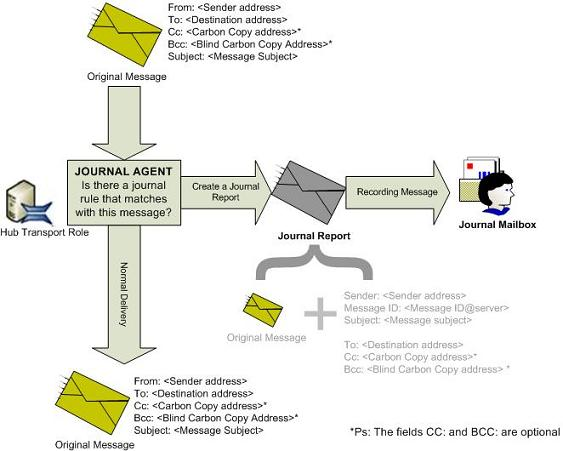 From: <Sender address>
To: <Destination address>
Cc: <Carbon Copy address>*
Bcc: <Blind Carbon Copy Address>*
Subject: <Message Subject>
Original Message
JOURNAL AGENT
Is there a journal
rule that matches
with this message?
Hub Transport Role
Create a Journal
Report
Recording Message
Journal Report
Journal Mailbox
Normal Delivery
Original Message
Sender: <Sender address>
Message ID: <Message ID@server>
Subject: <Message subject>
To: <Destination address>
Cc: <Carbon Copy address>*
Bcc: <Blind Carbon Copy address> *
From: <Sender address>
To: <Destination address>
Cc: <Carbon Copy address>*
Bcc: <Blind Carbon Copy Address>*
Subject: <Message Subject>
Original Message
*Ps: The fields CC: and BCC: are optional